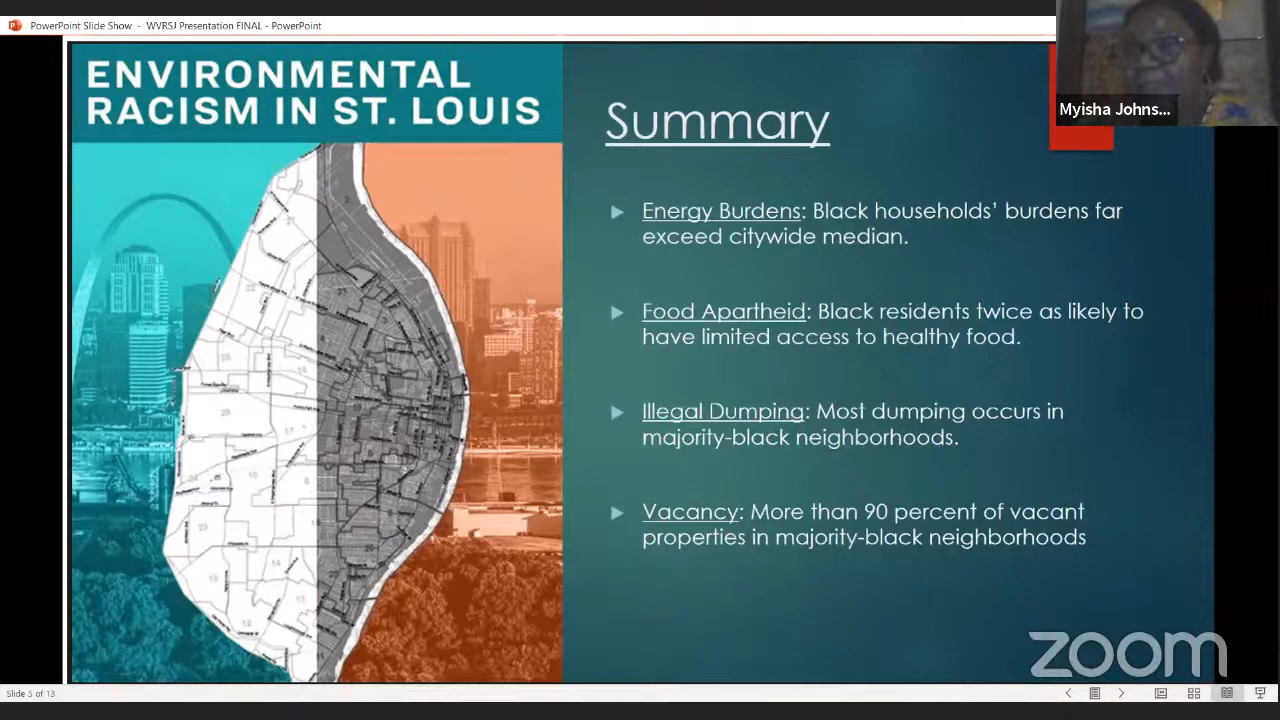 PowerPoint Slide Show - WVRSJ Presentation FINAL - PowerPoint
Myisha Johns...
ENVIRONMENTAL
RACISM IN ST. LOUIS
Summary
Energy Burdens: Black households’ burdens far
exceed citywide median.
Food Apartheid: Black residents twice as likely to
have limited access to healthy food.
Illegal Dumping: Most dumping occurs in
majority-black neighborhoods.
Vacancy: More than 90 percent of vacant
properties in majority-black neighborhoods
zoom
Slide 5 of 13